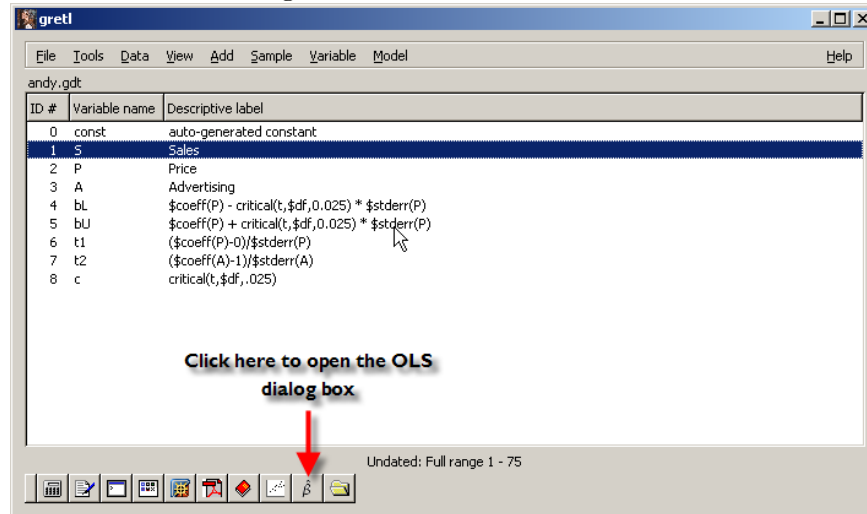 gretl
File Tools Data View Add Sample Variable Model Help
andy.gdt
ID # Variable name Descriptive label
0 const auto-generated constant
1 S Sales
2 P Price
3 A Advertising
4 bL $coeff(P) - critical(t,$df,0.025) * $stderr(P)
5 bU $coeff(P) + critical(t,$df,0.025) * $stderr(P)
6 t1 ($coeff(P)-0)/$stderr(P)
7 t2 ($coeff(A)-1)/$stderr(A)
8 c critical(t,$df,.025)
Click here to open the OLS
dialog box
Undated: Full range 1 - 75
β̂